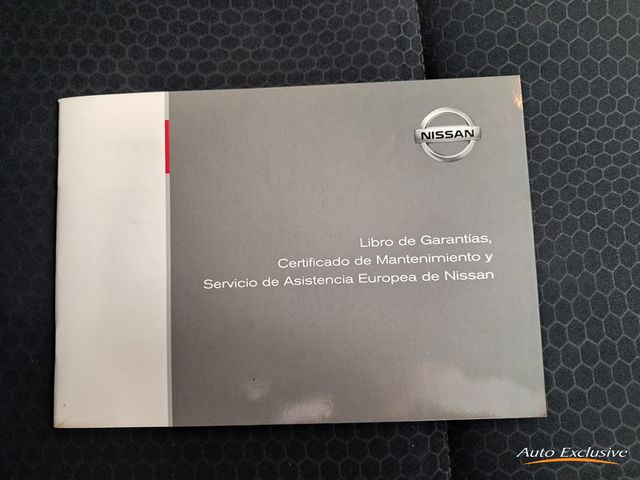 NISSAN
Libro de Garantías,
Certificado de Mantenimiento y
Servicio de Asistencia Europea de Nissan
Auto Exclusive